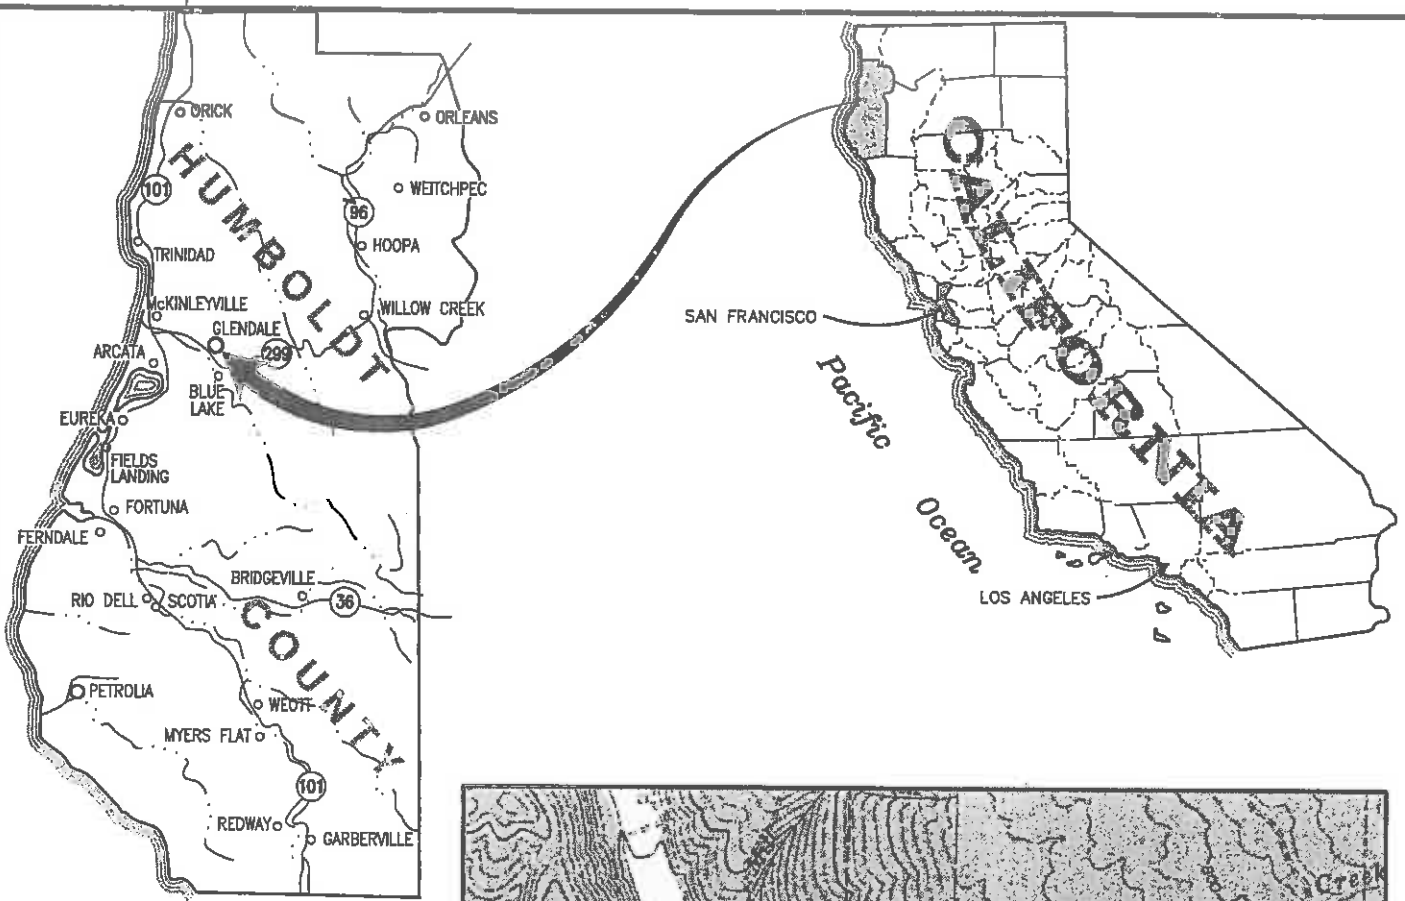 ORICK
ORLEANS
HUMBOLDT
101
WEITCHPEC
96
TRINIDAD
HOOPA
McKINLEYVILLE
WILLOW CREEK
GLENDALE
299
ARCATA
BLUE
LAKE
EUREKA
FIELDS
LANDING
FORTUNA
FERNDALE
BRIDGEVILLE
RIO DELL
SCOTIA
36
COUNTY
PETROLIA
WEOTT
MYERS FLAT
101
REDWAY
GARBERVILLE
CALIFORNIA
SAN FRANCISCO
Pacific
Ocean
LOS ANGELES
Creek